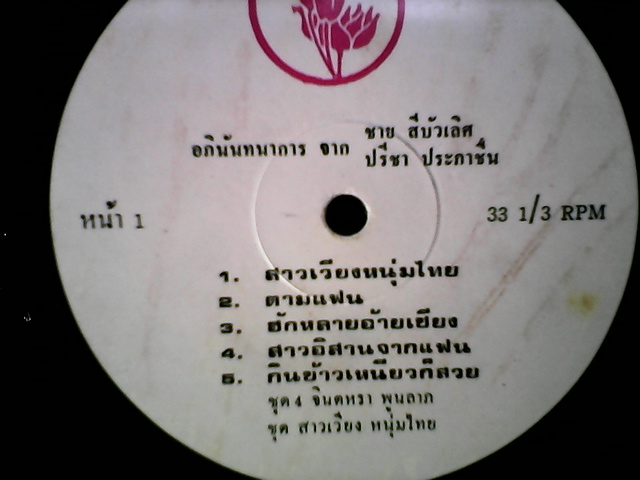 อภินันทนาการ จาก ชาย สีบัวเลิศ
ปรีชา ประภาชื่น
หน้า 1
33 1/3 RPM
1. สาวเวียงหนุ่มไทย
2. ตามแฟน
3. ฮักหลายอ้ายเฮียง
4. สาวอิสานจากแฟน
5. กินข้าวเหนียวก็สวย
ชุด 4 จินตหรา พูนลาภ
ชุด สาวเวียง หนุ่มไทย